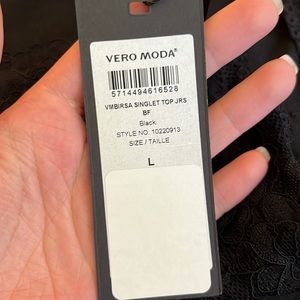 VERO MODA®
5714494616528
VMBIRSA SINGLET TOP JRS
BF
Black
STYLE NO. 10220913
SIZE / TAILLE
L